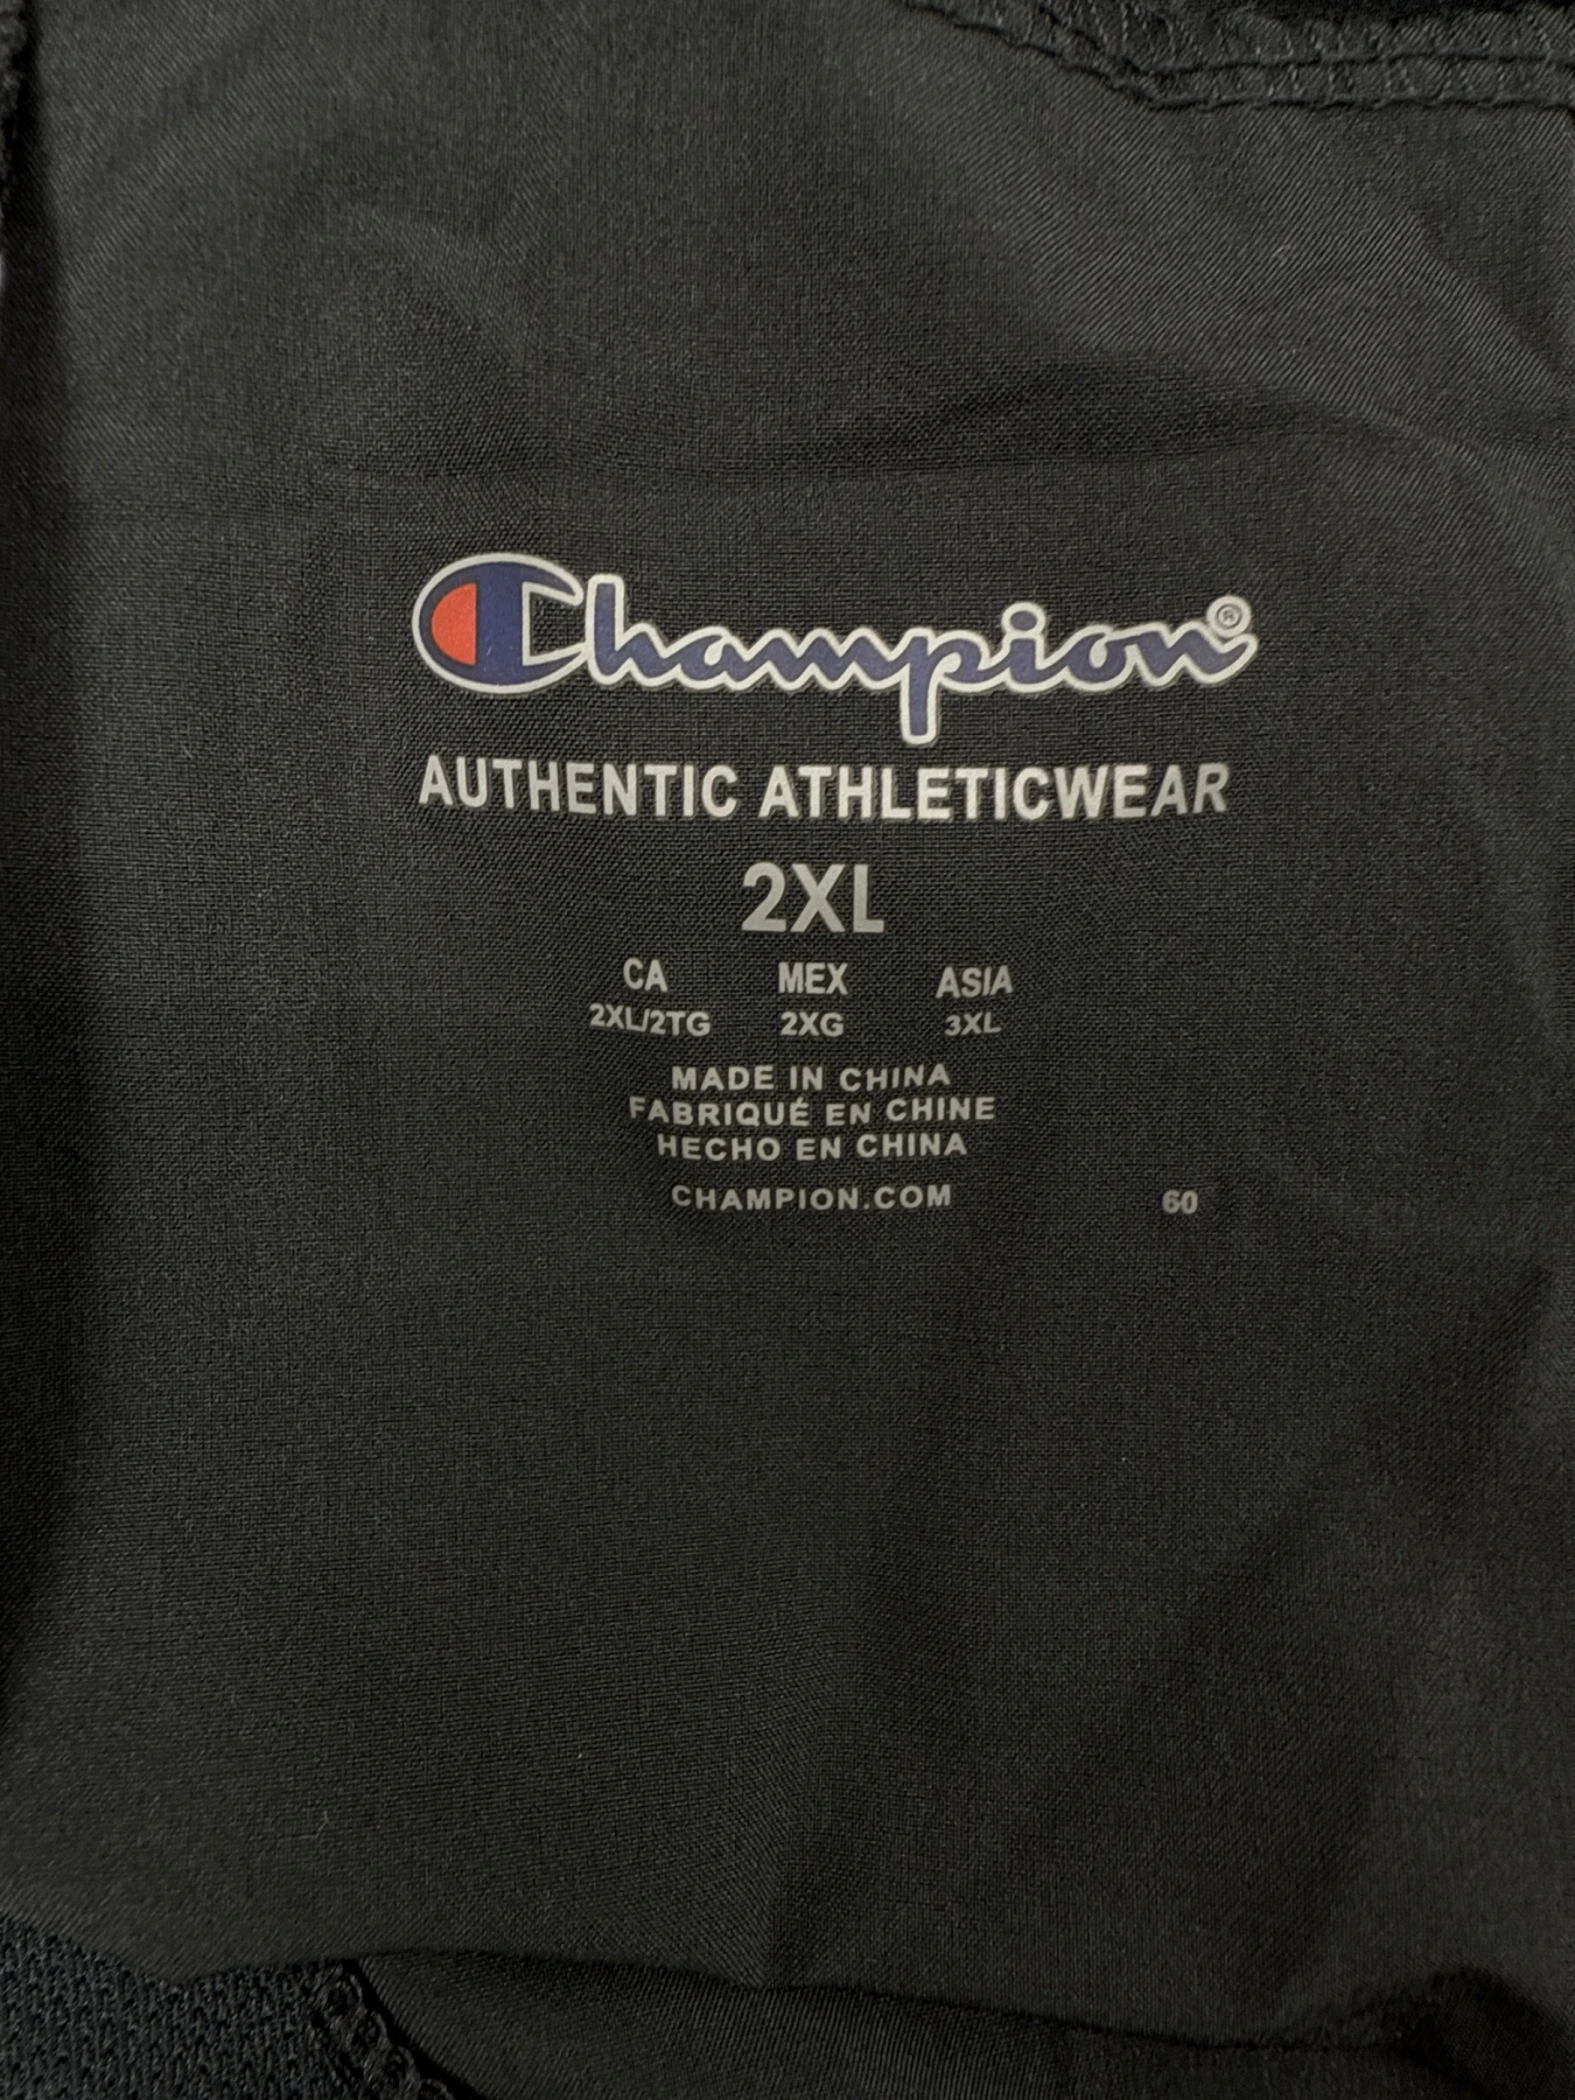 Champion®
AUTHENTIC ATHLETICWEAR
2XL
CA MEX ASIA
2XL/2TG 2XG 3XL
MADE IN CHINA
FABRIQUÉ EN CHINE
HECHO EN CHINA
CHAMPION.COM 60